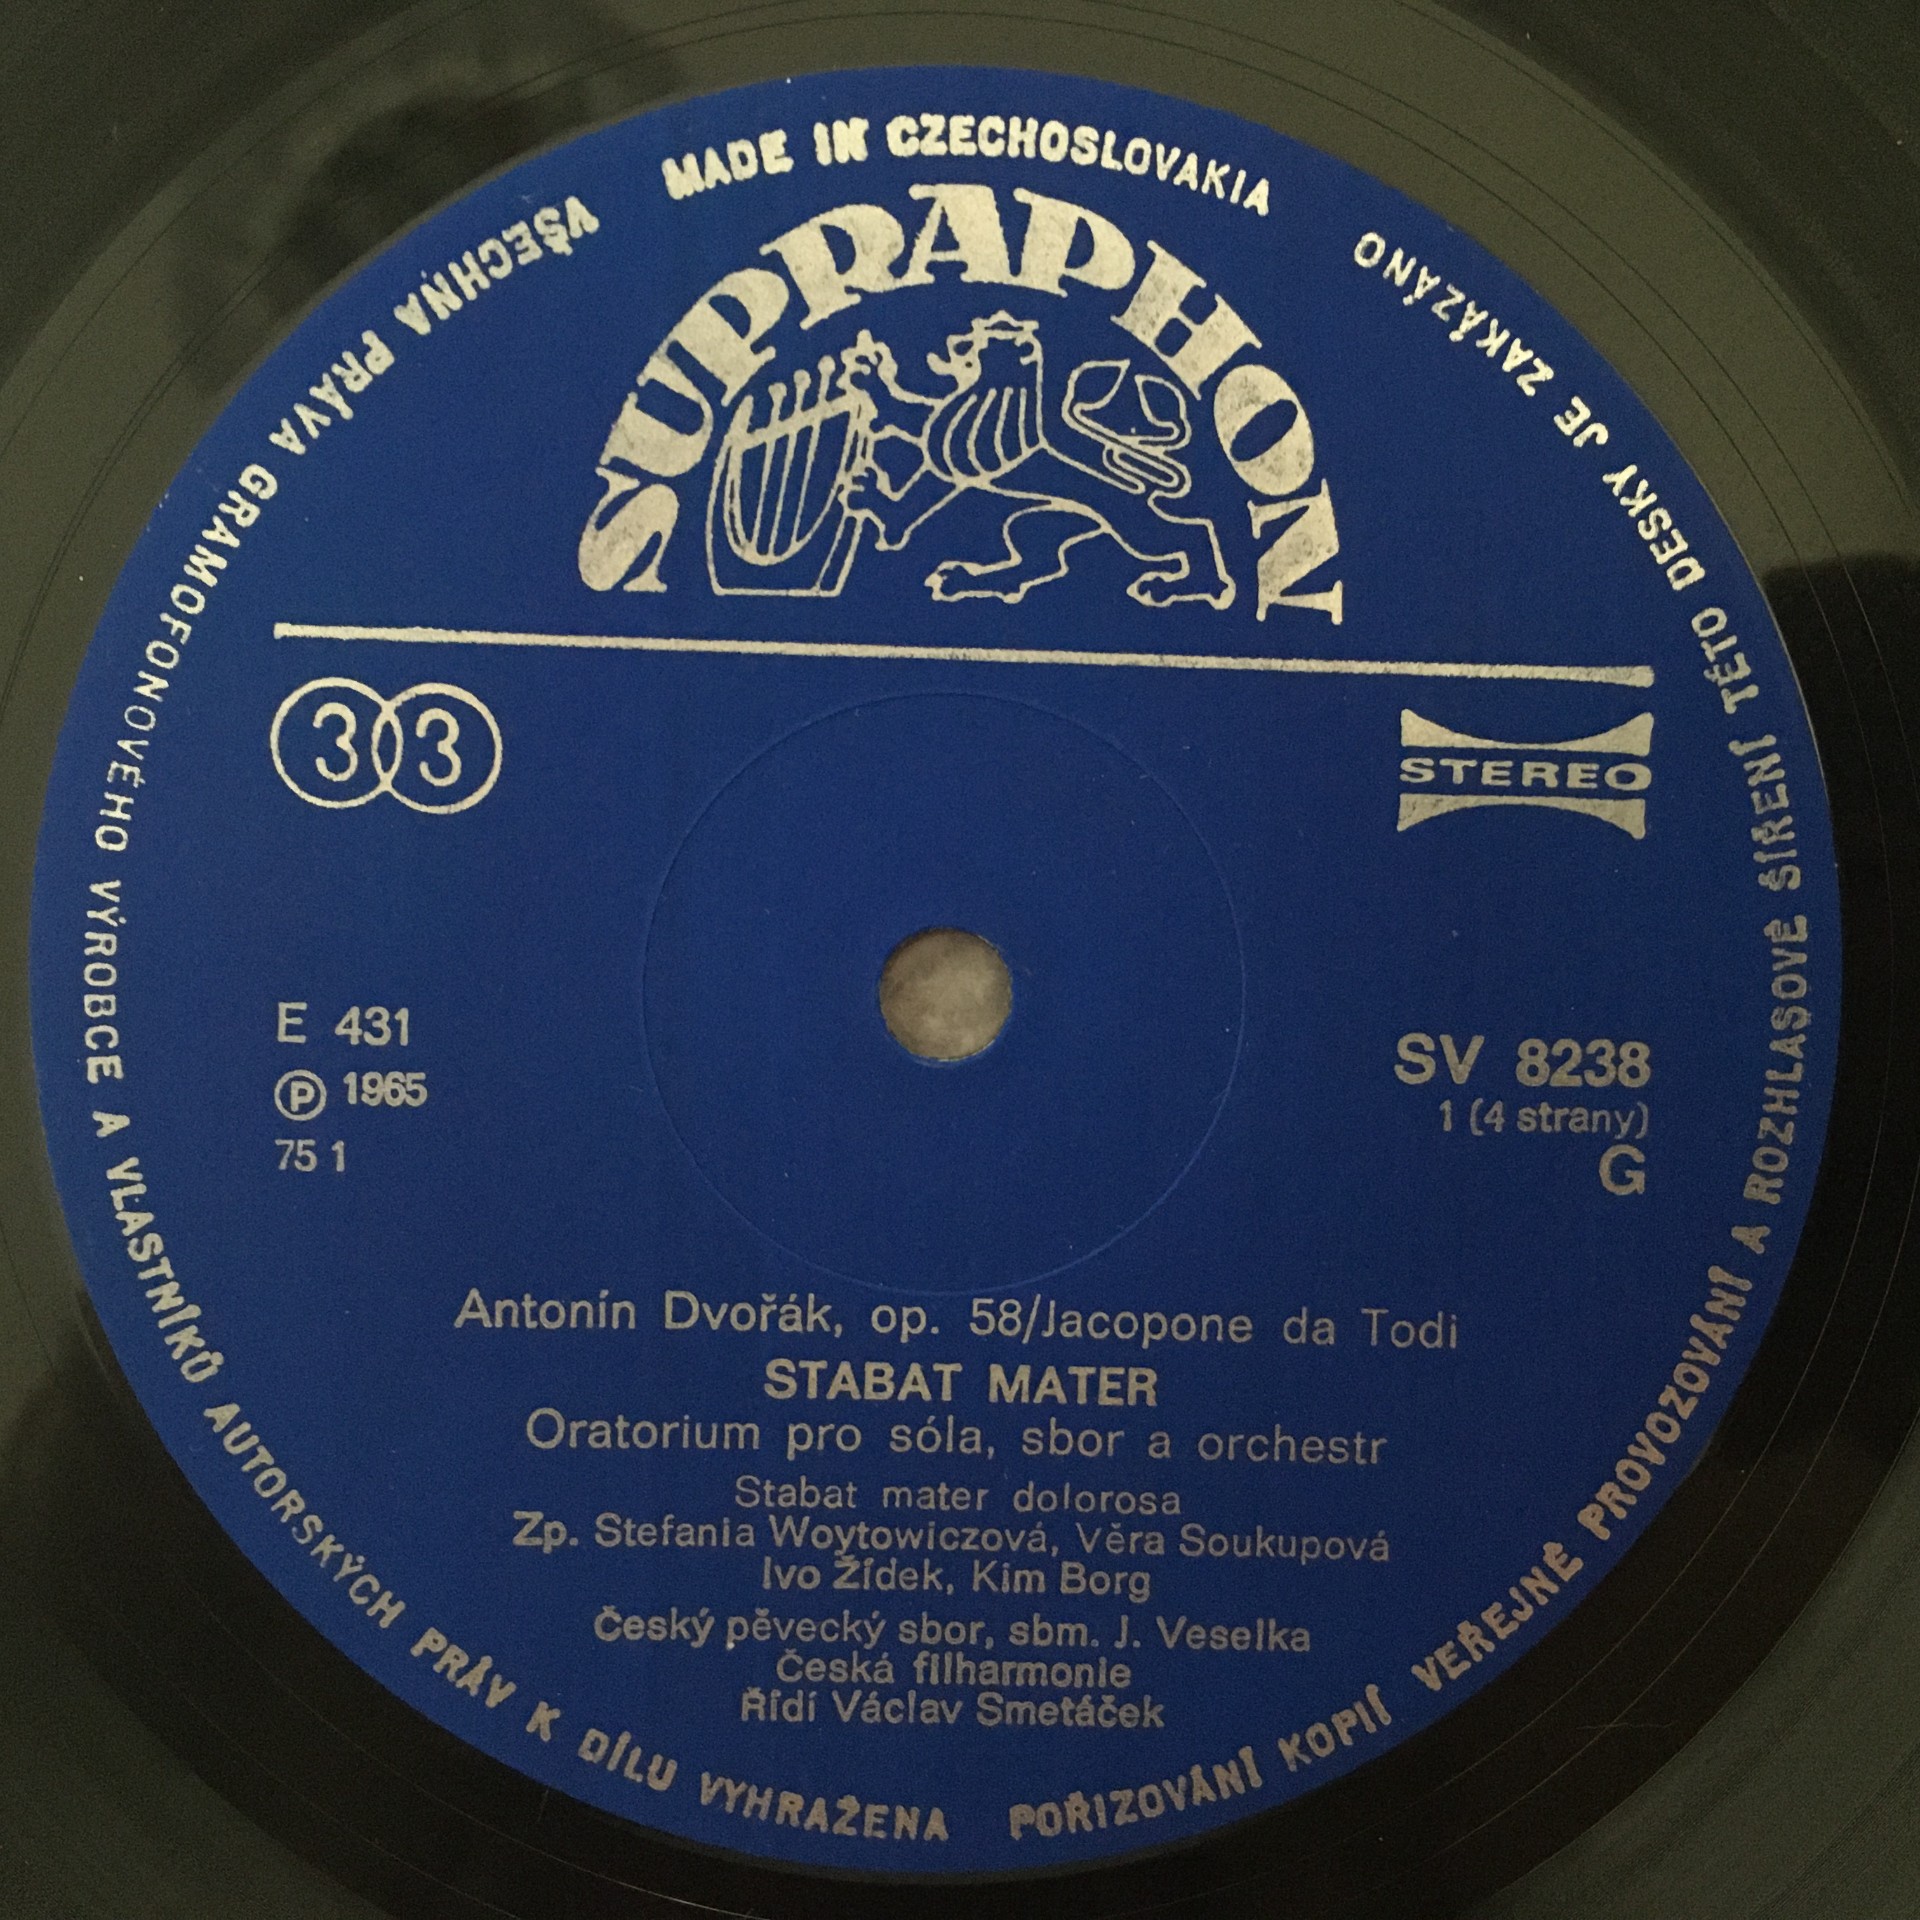 MADE IN CZECHOSLOVAKIA
VŠECHNA PRÁVA GRAMOFONOVÉHO VÝROBCE A VLASTNÍKŮ AUTORSKÝCH PRÁV K DÍLU VYHRAŽENA
POŘIZOVÁNÍ KOPIÍ VEŘEJNÉ PROVOZOVÁNÍ A ROZHLASOVÉ ŠÍŘENÍ TÉTO DESKY JE ZAKÁZÁNO
SUPRAPHON
33
STEREO
E 431
Ⓟ 1965
75 1
SV 8238
1 (4 strany)
G
Antonín Dvořák, op. 58/Jacopone da Todi
STABAT MATER
Oratorium pro sóla, sbor a orchestr
Stabat mater dolorosa
Zp. Stefania Woytowiczová, Věra Soukupová
Ivo Žídek, Kim Borg
Český pěvecký sbor, sbm. J. Veselka
Česká filharmonie
Řídí Václav Smetáček